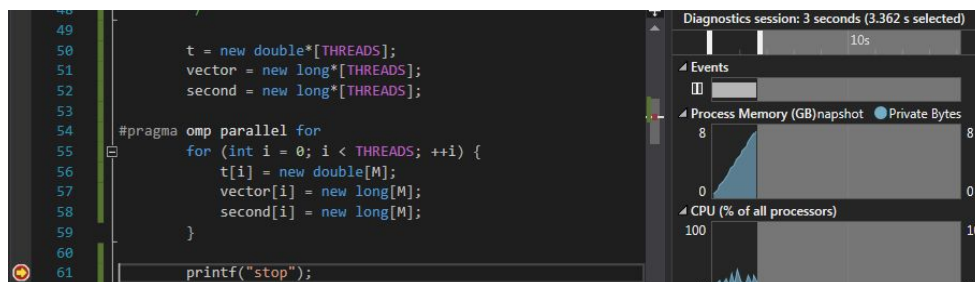 48
*/
49
50 t = new double*[THREADS];
51 vector = new long*[THREADS];
52 second = new long*[THREADS];
53
54 #pragma omp parallel for
55 for (int i = 0; i < THREADS; ++i) {
56 t[i] = new double[M];
57 vector[i] = new long[M];
58 second[i] = new long[M];
59 }
60
61 printf("stop");
Diagnostics session: 3 seconds (3.362 s selected)
10s
Events
Process Memory (GB)napshot Private Bytes
8 8
0 0
CPU (% of all processors)
100 10